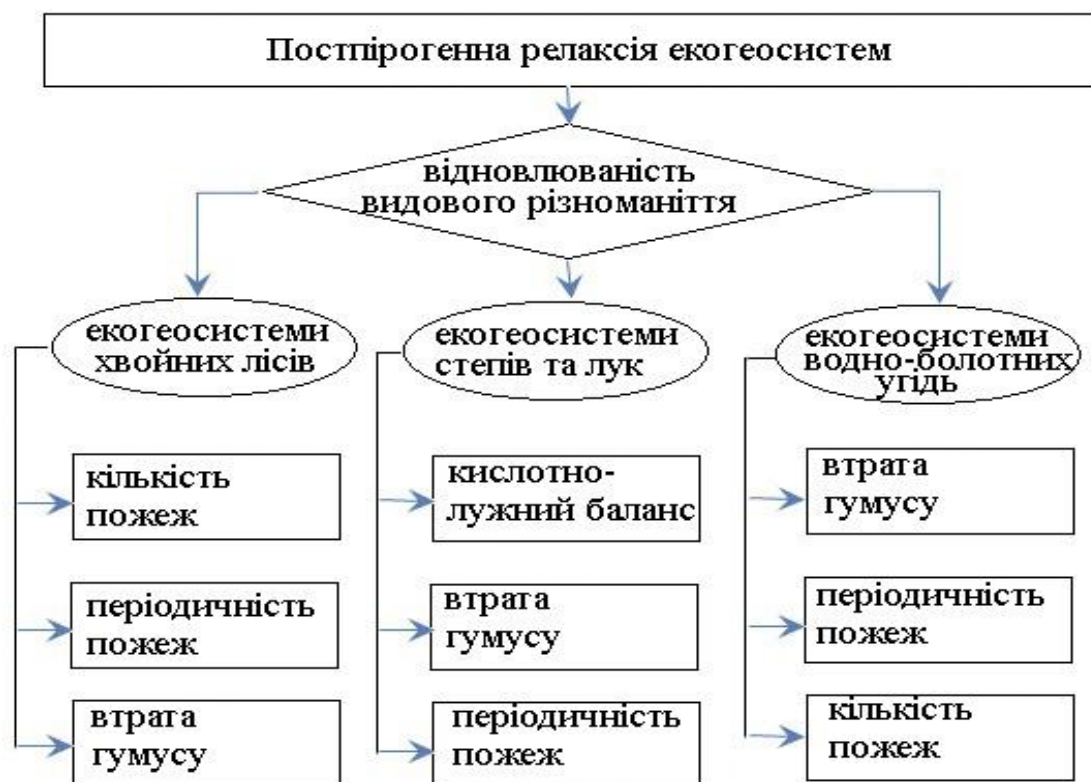 Постпірогенна релаксія екогеосистем
відновлюваність
видового різноманіття
екогеосистеми
хвойних лісів
екогеосистеми
степів та лук
екогеосистеми
водно-болотних
угідь
кількість
пожеж
періодичність
пожеж
втрата
гумусу
кислотно-
лужний баланс
втрата
гумусу
періодичність
пожеж
втрата
гумусу
періодичність
пожеж
кількість
пожеж